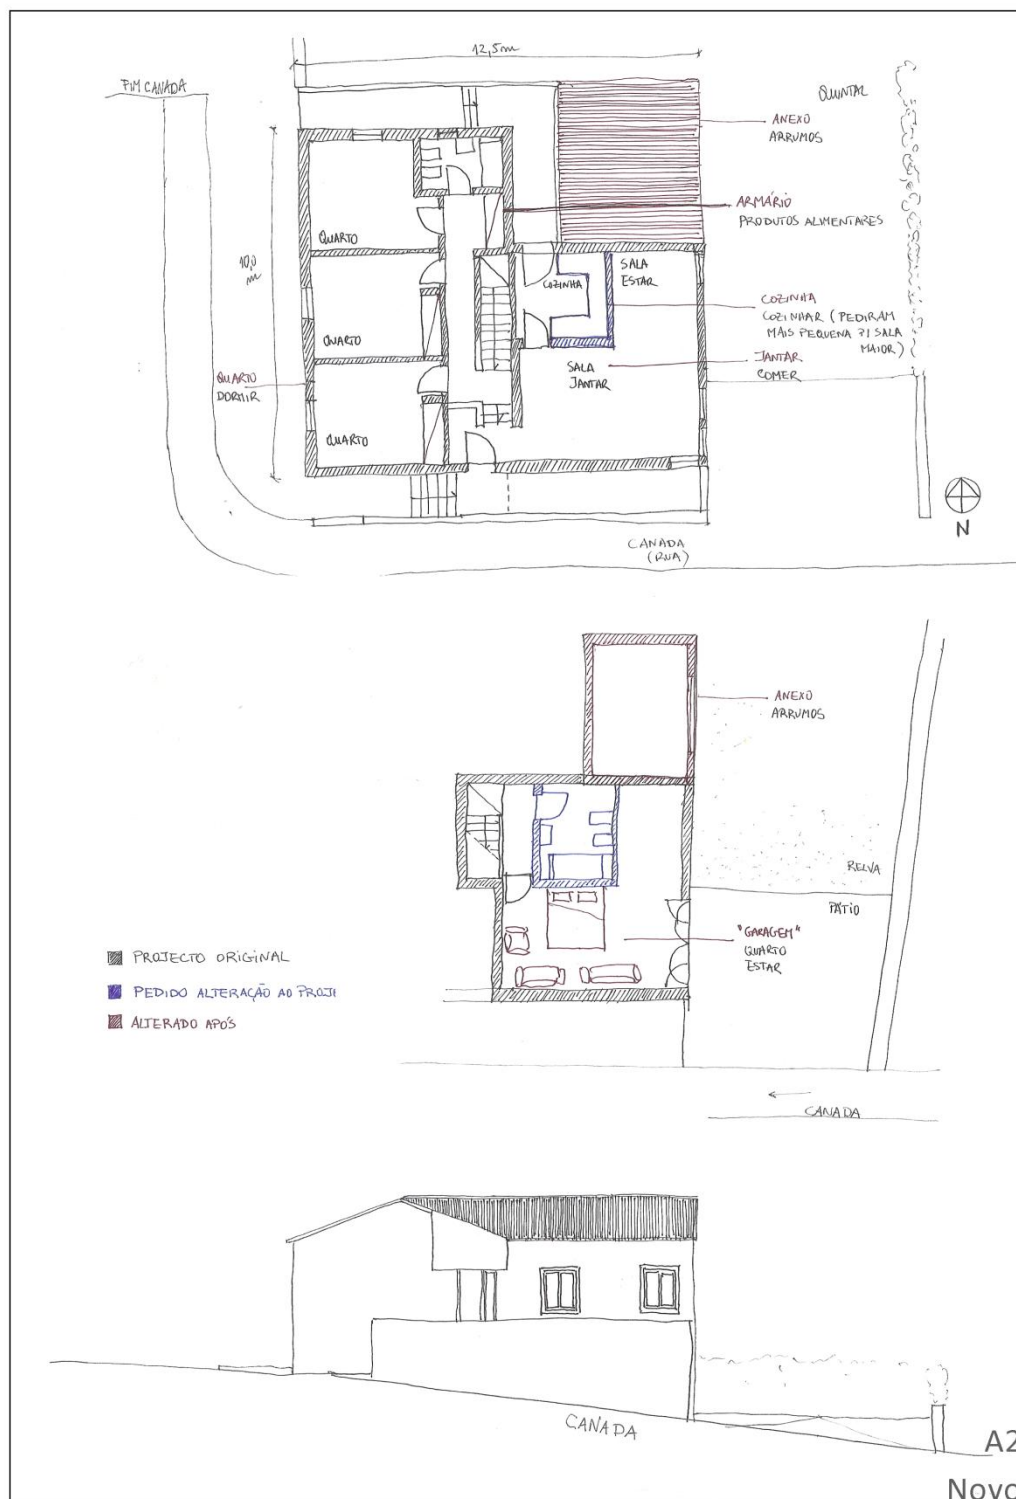 12,5m
FIM CANADA
QUINTAL
ANEXO
ARRUMOS
ARMÁRIO
PRODUTOS ALIMENTARES
QUARTO
10,0
m
COZINHA
SALA
ESTAR
COZINHA
COZINHAR (PEDIRAM
MAIS PEQUENA P/ SALA
MAIOR)
QUARTO
JANTAR
COMER
SALA
JANTAR
QUARTO
DORMIR
QUARTO
N
CANADA
(RUA)
ANEXO
ARRUMOS
RELVA
PÁTIO
"GARAGEM"
QUARTO
ESTAR
PROJECTO ORIGINAL
PEDIDO ALTERAÇÃO AO PROJ
ALTERADO APÓS
CANADA
CANADA
A2
Novo